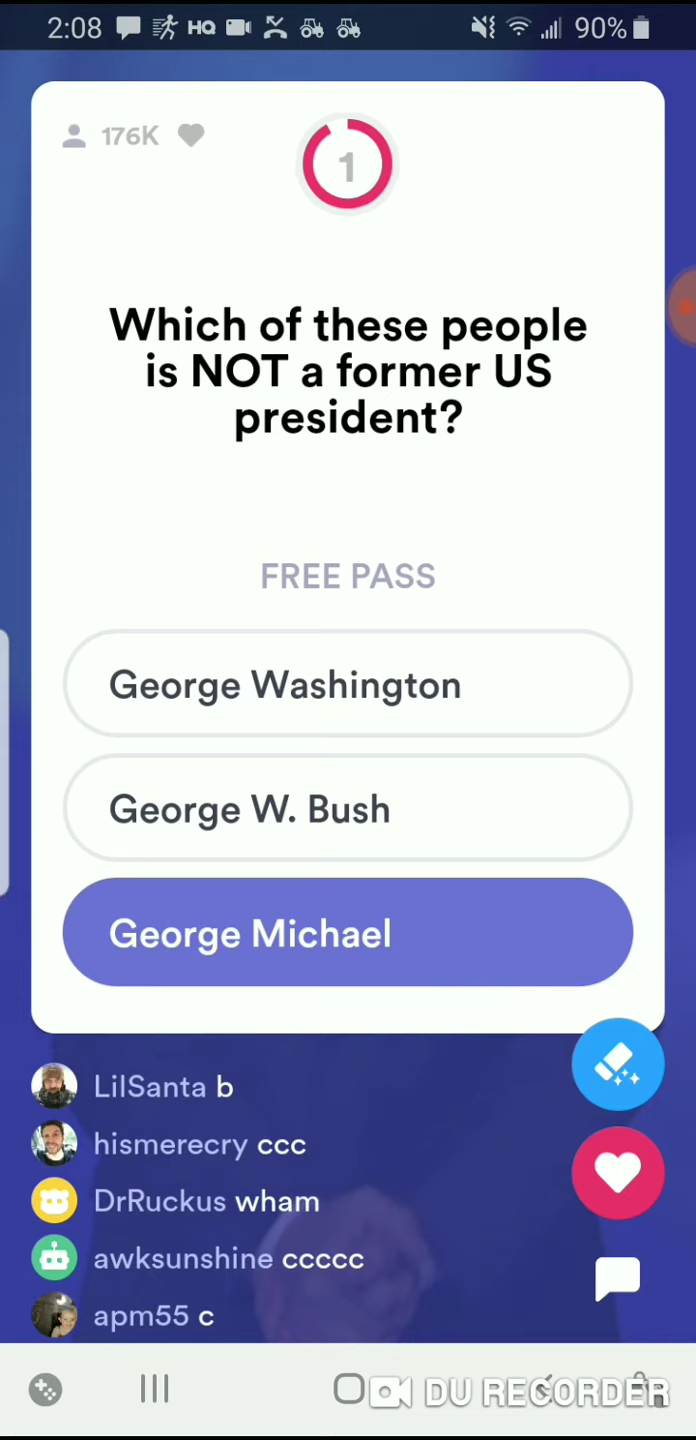 2:08 HQ 90%
176K
1
Which of these people
is NOT a former US
president?
FREE PASS
George Washington
George W. Bush
George Michael
LilSanta b
hismerecry ccc
DrRuckus wham
awksunshine ccccc
apm55 c
DU RECORDER